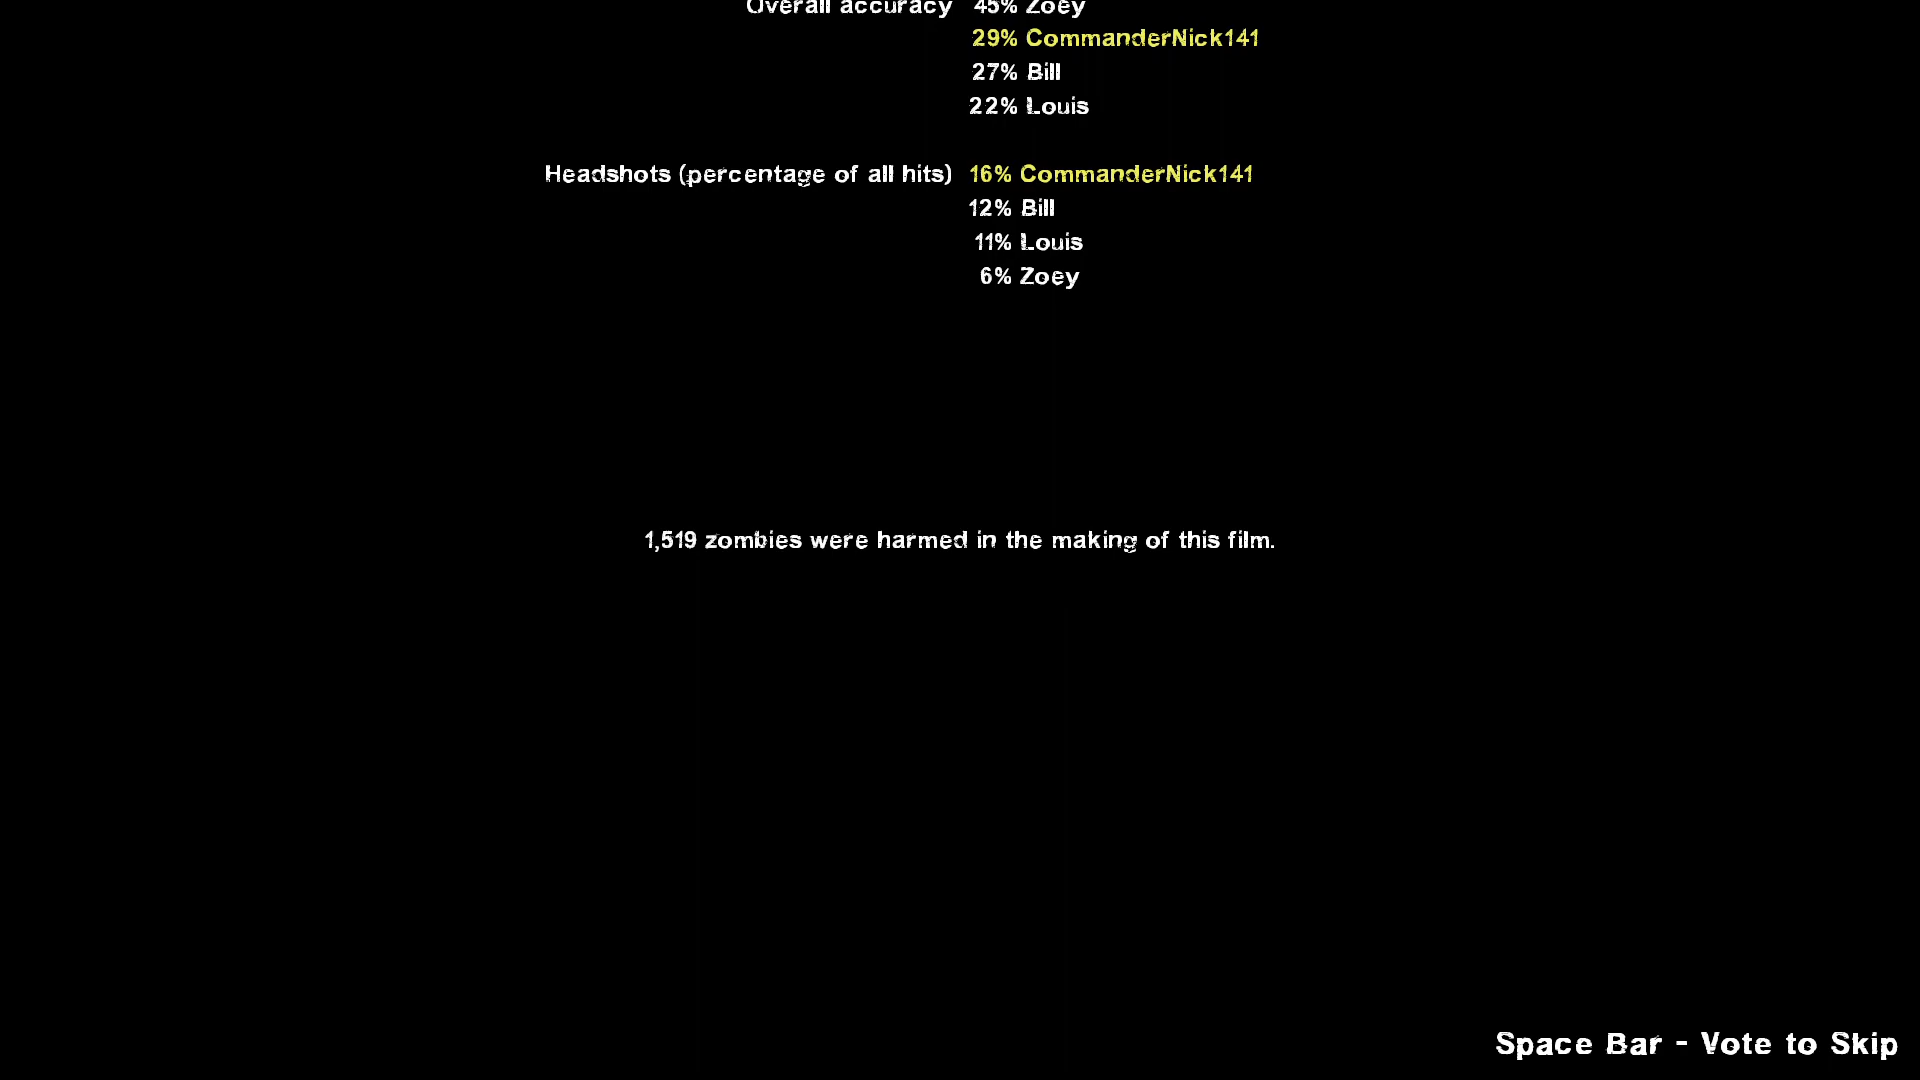 Overall accuracy 45% Zoey
29% CommanderNick141
27% Bill
22% Louis
Headshots (percentage of all hits) 16% CommanderNick141
12% Bill
11% Louis
6% Zoey
1,519 zombies were harmed in the making of this film.
Space Bar - Vote to Skip